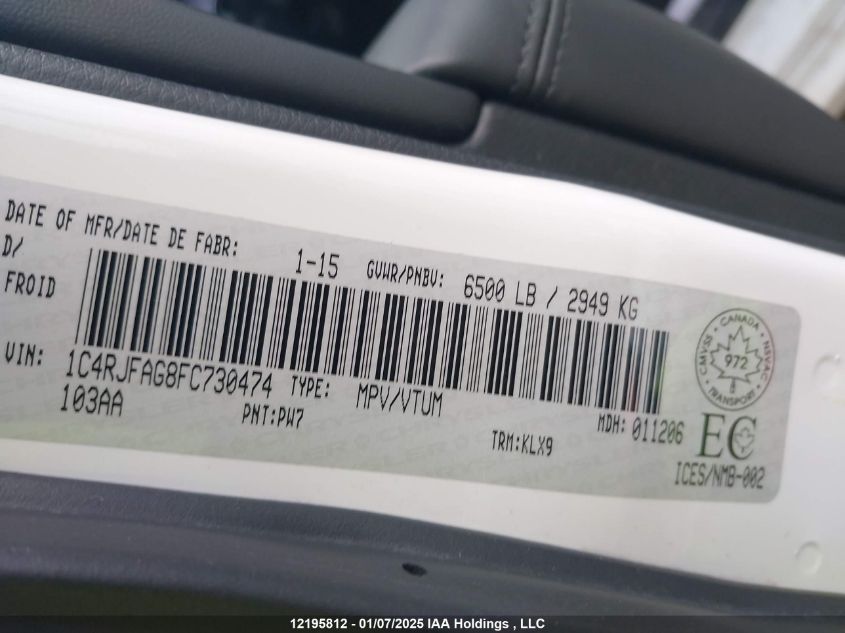 DATE OF MFR/DATE DE FABR: 1-15 GVWR/PNBV: 6500 LB / 2949 KG
D/
FROID
VIN: 1C4RJFAG8FC730474 TYPE: MPV/VTUM MDH: 011206
103AA PNT:PW7 TRM:KLX9
CANADA
CMVSS NSVAC
972
TRANSPORT
EC
ICES/NMB-002
12195812 - 01/07/2025 IAA Holdings , LLC